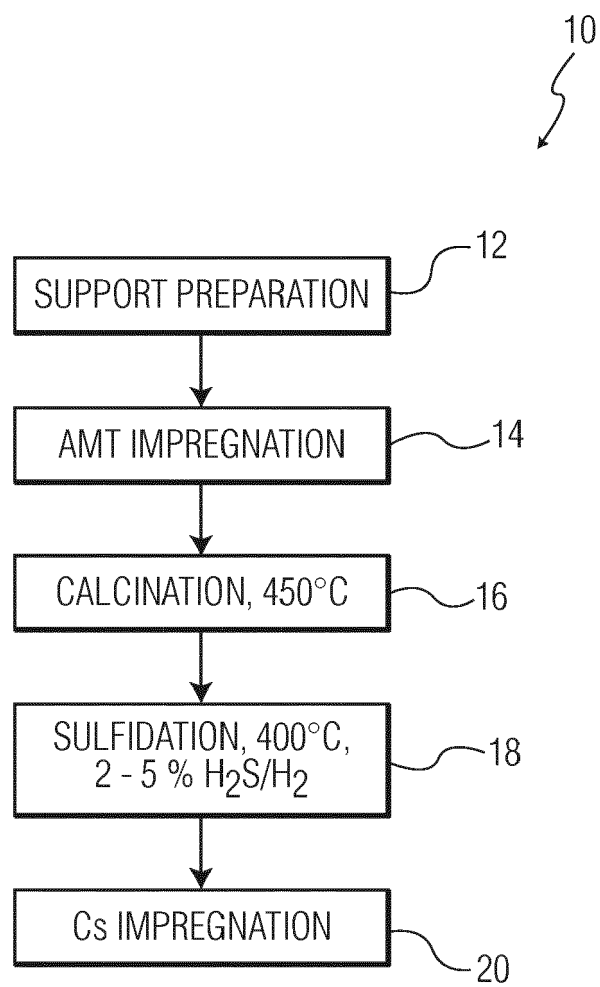 10
SUPPORT PREPARATION
12
AMT IMPREGNATION
14
CALCINATION, 450°C
16
SULFIDATION, 400°C,
2 - 5 % H₂S/H₂
18
Cs IMPREGNATION
20